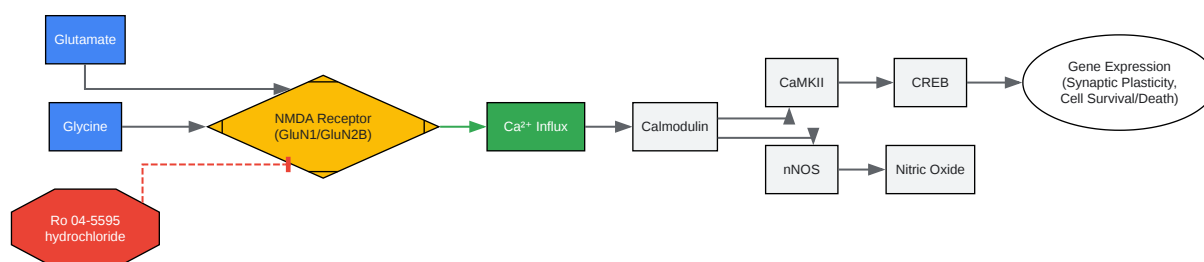 Glutamate
Glycine
Ro 04-5595
hydrochloride
NMDA Receptor
(GluN1/GluN2B)
Ca²⁺ Influx
Calmodulin
CaMKII
nNOS
CREB
Nitric Oxide
Gene Expression
(Synaptic Plasticity,
Cell Survival/Death)